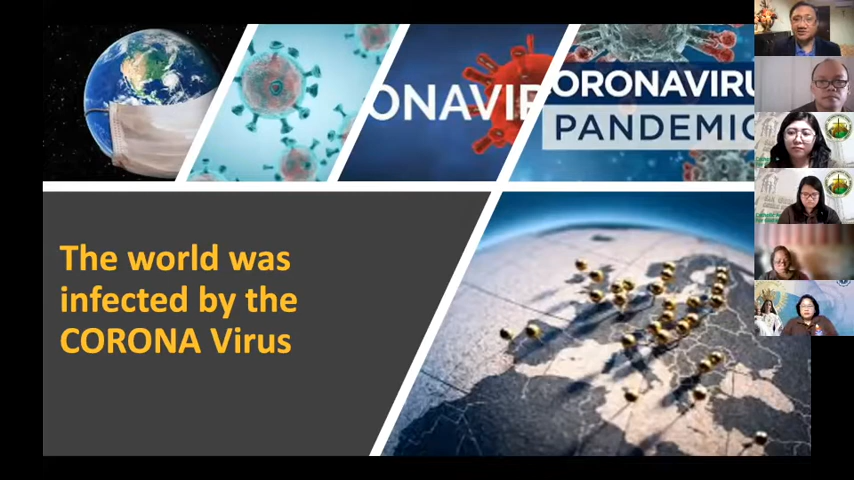 ONAVIR
ORONAVIRU
PANDEMIC
The world was
infected by the
CORONA Virus